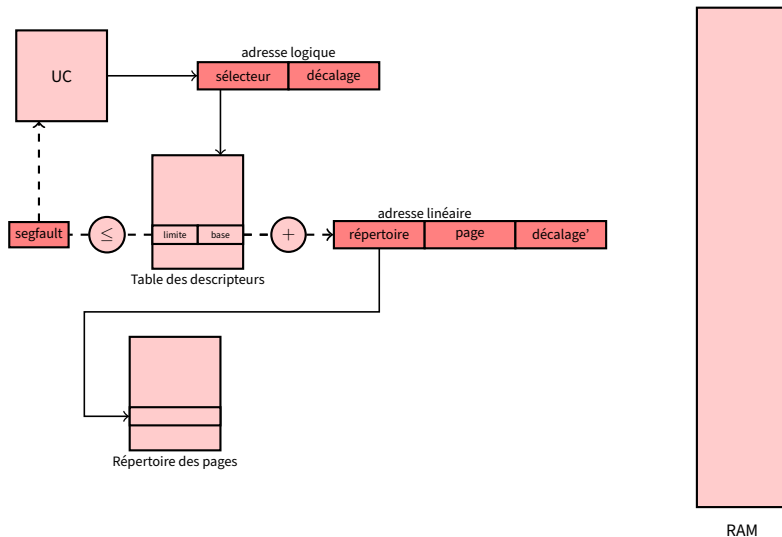 adresse logique
UC
sélecteur
décalage
segfault
≤
limite
base
+
adresse linéaire
répertoire
page
décalage'
Table des descripteurs
Répertoire des pages
RAM